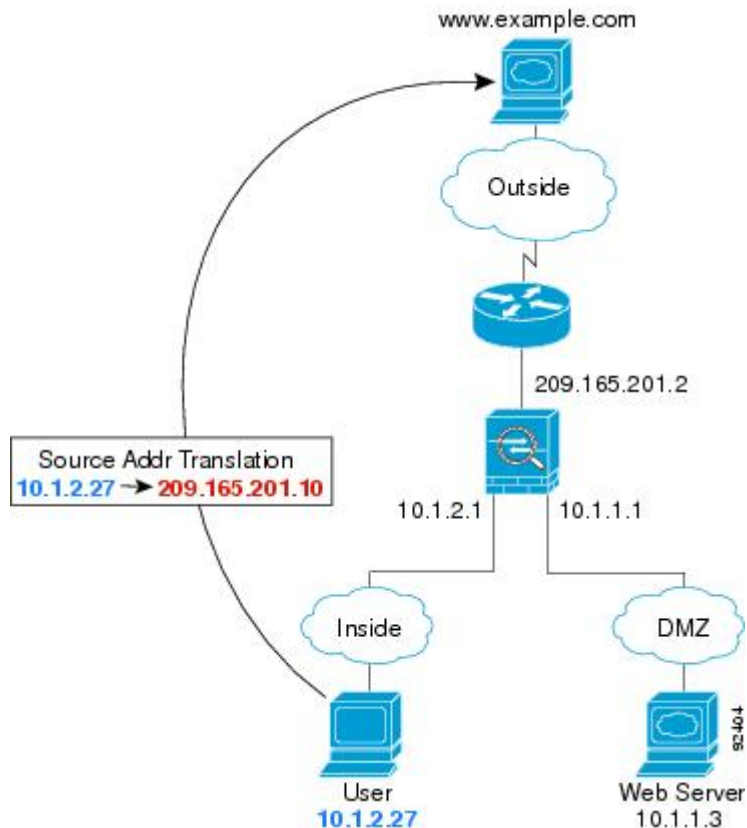 www.example.com
Outside
209.165.201.2
Source Addr Translation
10.1.2.27 209.165.201.10
10.1.2.1
10.1.1.1
Inside
DMZ
User
10.1.2.27
Web Server
10.1.1.3
92404